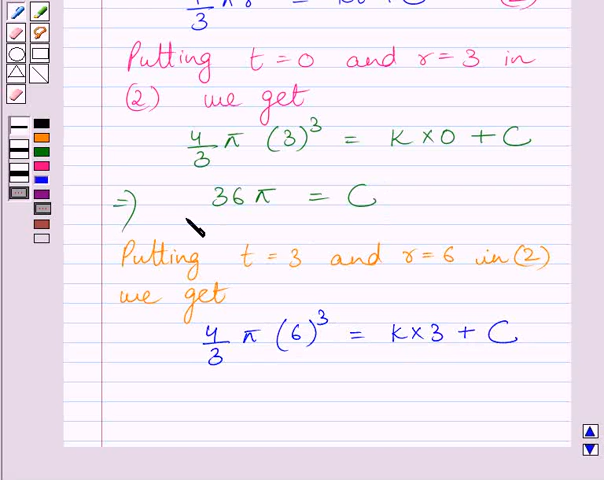 Putting t = 0 and r = 3 in
(2) we get
4/3 π (3)³ = K × 0 + C
⇒ 36 π = C
Putting t = 3 and r = 6 in (2)
we get
4/3 π (6)³ = K × 3 + C